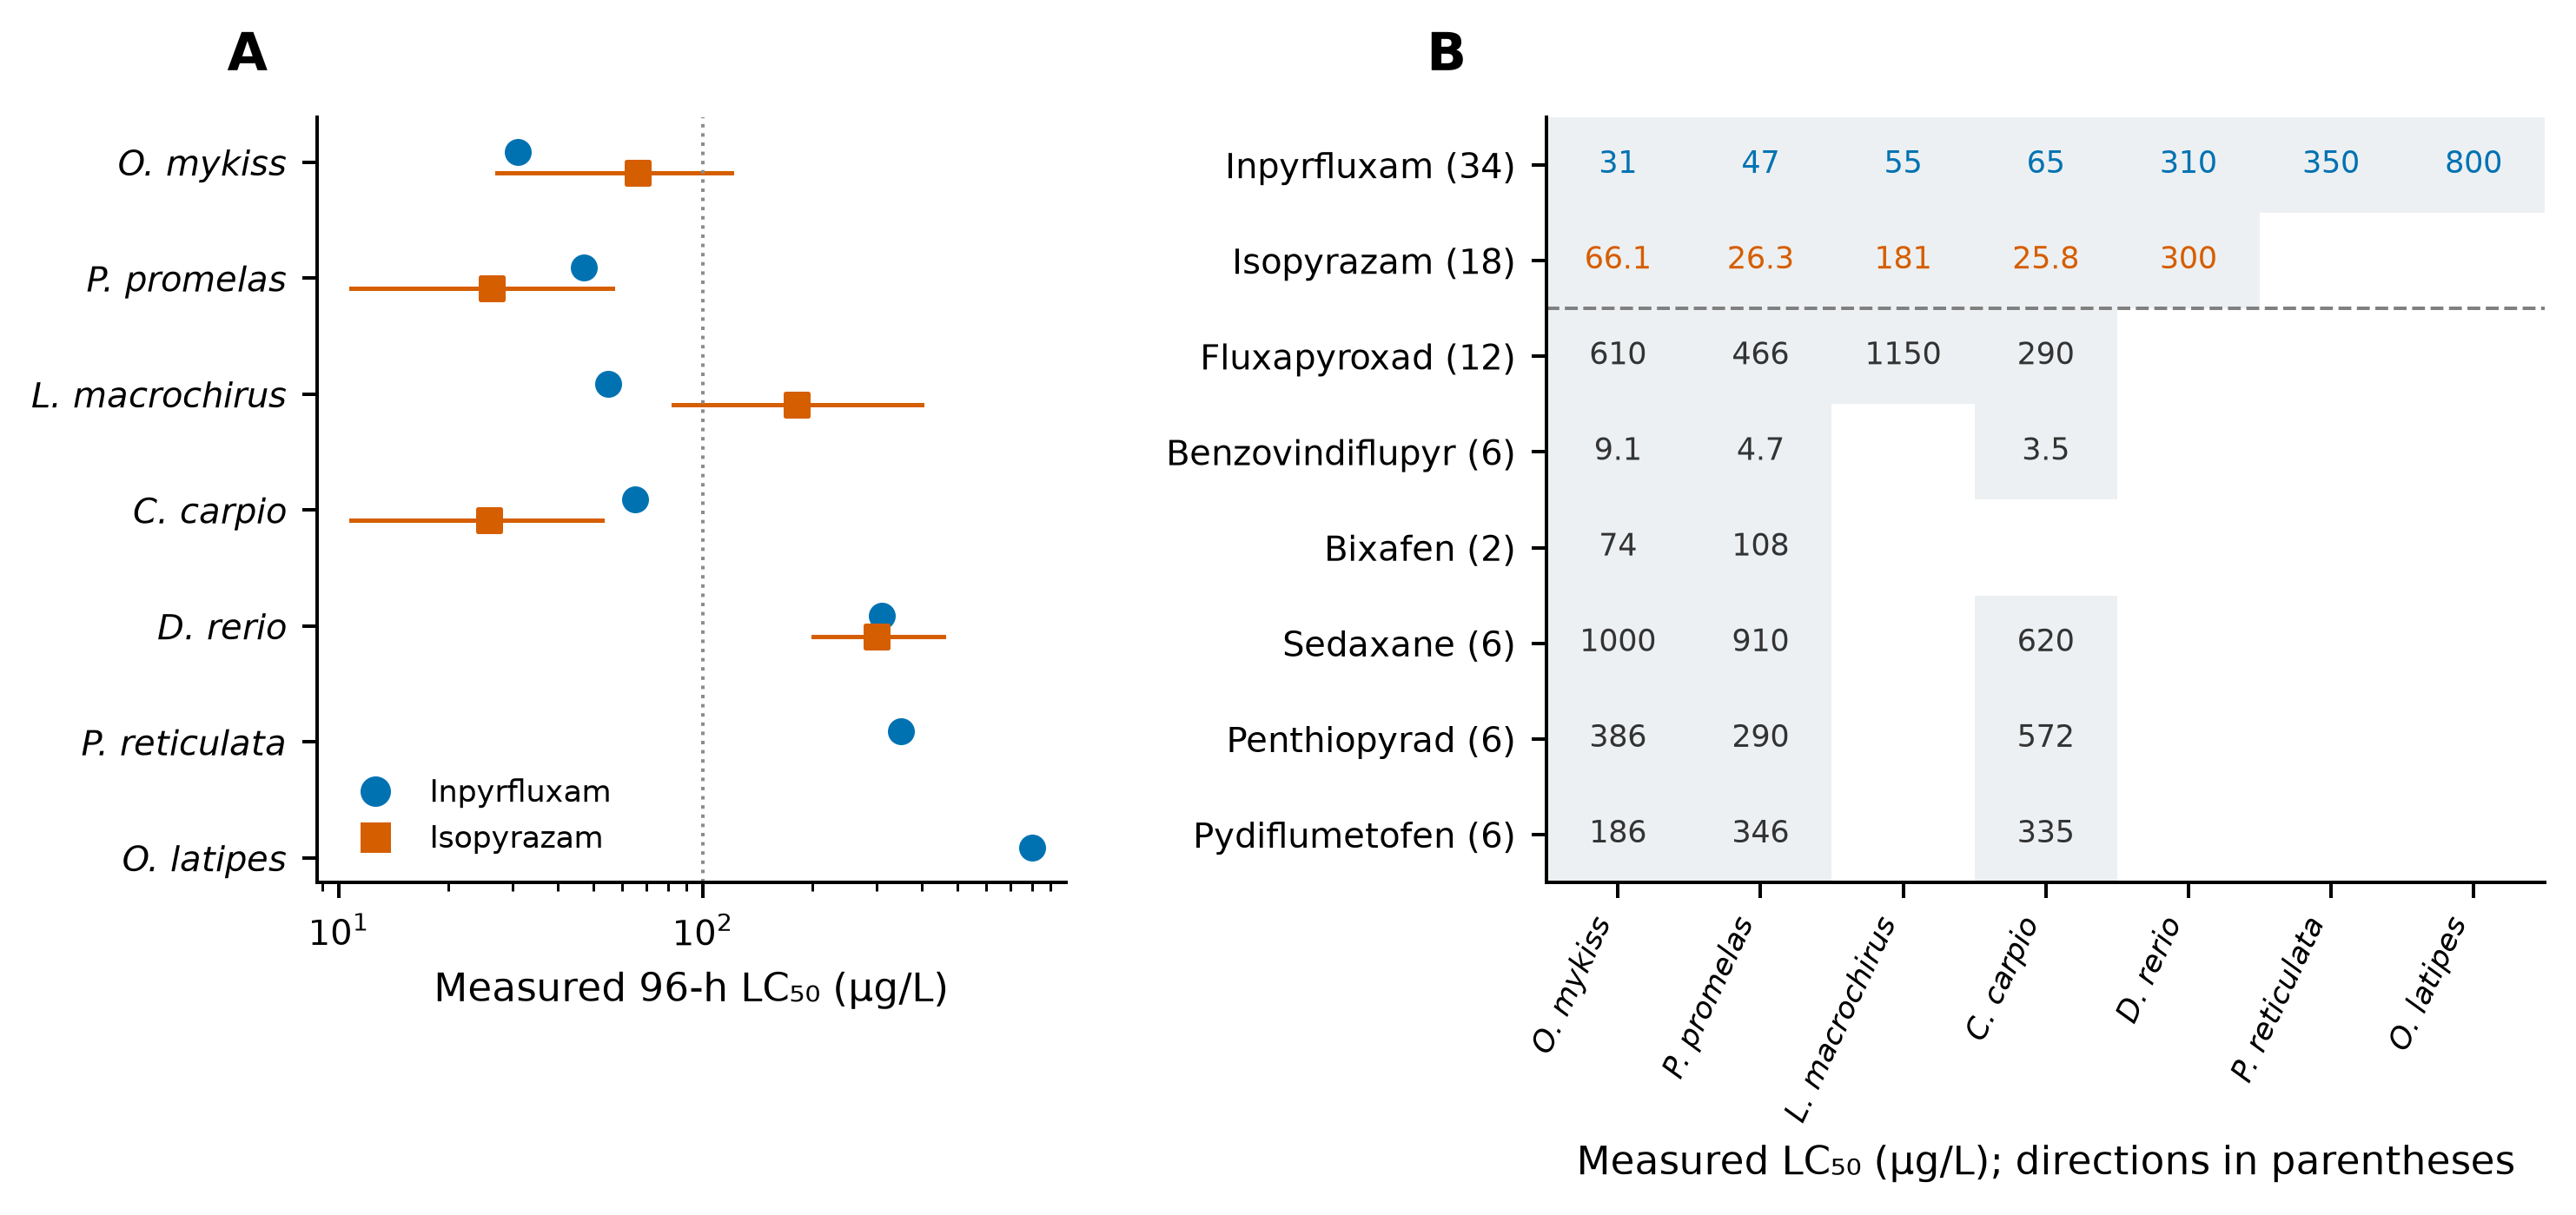 A
O. mykiss
P. promelas
L. macrochirus
C. carpio
D. rerio
P. reticulata
O. latipes
Inpyrfluxam
Isopyrazam
10¹ 10²
Measured 96-h LC₅₀ (µg/L)
B
Inpyrfluxam (34) 31 47 55 65 310 350 800
Isopyrazam (18) 66.1 26.3 181 25.8 300
Fluxapyroxad (12) 610 466 1150 290
Benzovindiflupyr (6) 9.1 4.7 3.5
Bixafen (2) 74 108
Sedaxane (6) 1000 910 620
Penthiopyrad (6) 386 290 572
Pydiflumetofen (6) 186 346 335
O. mykiss P. promelas L. macrochirus C. carpio D. rerio P. reticulata O. latipes
Measured LC₅₀ (µg/L); directions in parentheses